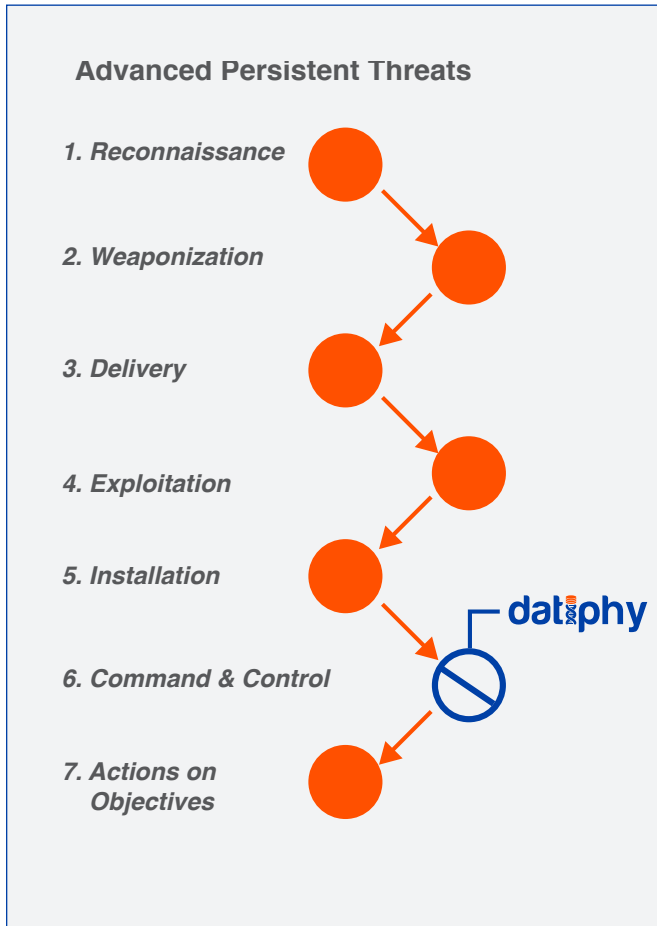 Advanced Persistent Threats
1. Reconnaissance
2. Weaponization
3. Delivery
4. Exploitation
5. Installation
datiphy
6. Command & Control
7. Actions on
Objectives